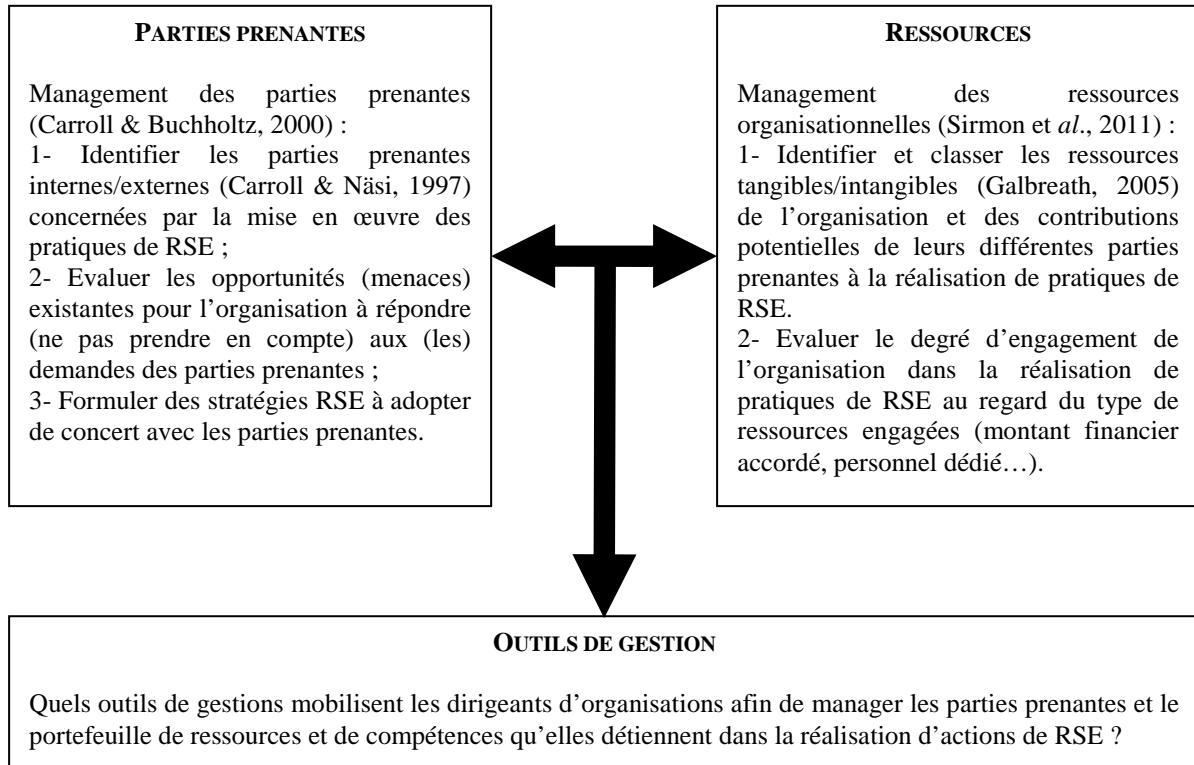 PARTIES PRENANTES
Management des parties prenantes
(Carroll & Buchholtz, 2000) :
1- Identifier les parties prenantes
internes/externes (Carroll & Näsi, 1997)
concernées par la mise en œuvre des
pratiques de RSE ;
2- Evaluer les opportunités (menaces)
existantes pour l’organisation à répondre
(ne pas prendre en compte) aux (les)
demandes des parties prenantes ;
3- Formuler des stratégies RSE à adopter
de concert avec les parties prenantes.
RESSOURCES
Management des ressources
organisationnelles (Sirmon et al., 2011) :
1- Identifier et classer les ressources
tangibles/intangibles (Galbreath, 2005)
de l’organisation et des contributions
potentielles de leurs différentes parties
prenantes à la réalisation de pratiques de
RSE.
2- Evaluer le degré d’engagement de
l’organisation dans la réalisation de
pratiques de RSE au regard du type de
ressources engagées (montant financier
accordé, personnel dédié…).
OUTILS DE GESTION
Quels outils de gestions mobilisent les dirigeants d’organisations afin de manager les parties prenantes et le
portefeuille de ressources et de compétences qu’elles détiennent dans la réalisation d’actions de RSE ?